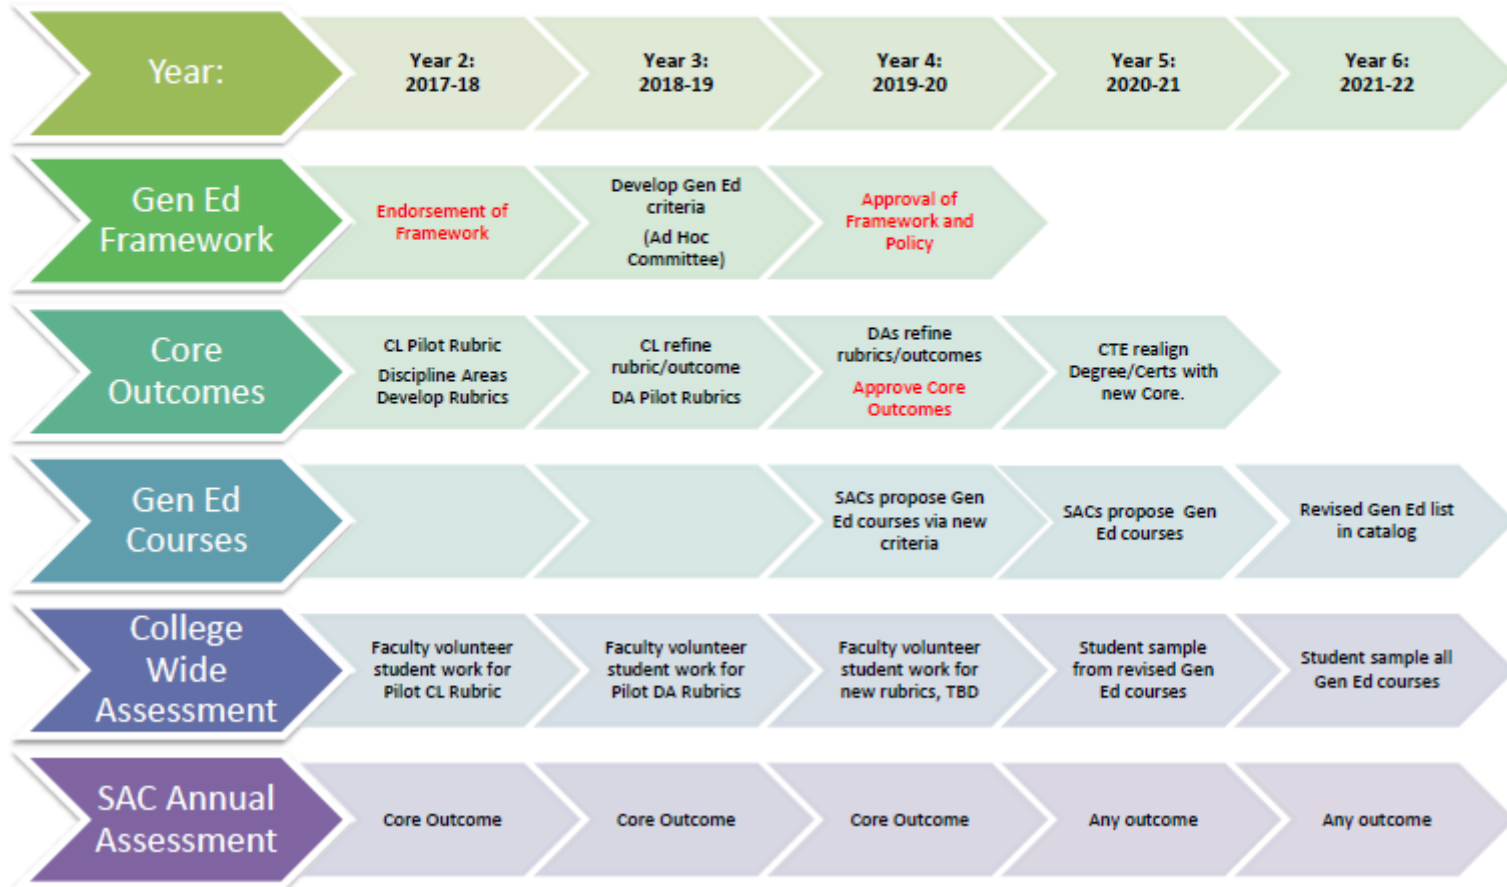 Year:
Year 2:
2017-18
Year 3:
2018-19
Year 4:
2019-20
Year 5:
2020-21
Year 6:
2021-22
Gen Ed
Framework
Endorsement of
Framework
Develop Gen Ed
criteria
(Ad Hoc
Committee)
Approval of
Framework and
Policy
Core
Outcomes
CL Pilot Rubric
Discipline Areas
Develop Rubrics
CL refine
rubric/outcome
DA Pilot Rubrics
DAs refine
rubrics/outcomes
Approve Core
Outcomes
CTE realign
Degree/Certs with
new Core.
Gen Ed
Courses
SACs propose Gen
Ed courses via new
criteria
SACs propose Gen
Ed courses
Revised Gen Ed list
in catalog
College
Wide
Assessment
Faculty volunteer
student work for
Pilot CL Rubric
Faculty volunteer
student work for
Pilot DA Rubrics
Faculty volunteer
student work for
new rubrics, TBD
Student sample
from revised Gen
Ed courses
Student sample all
Gen Ed courses
SAC Annual
Assessment
Core Outcome
Core Outcome
Core Outcome
Any outcome
Any outcome